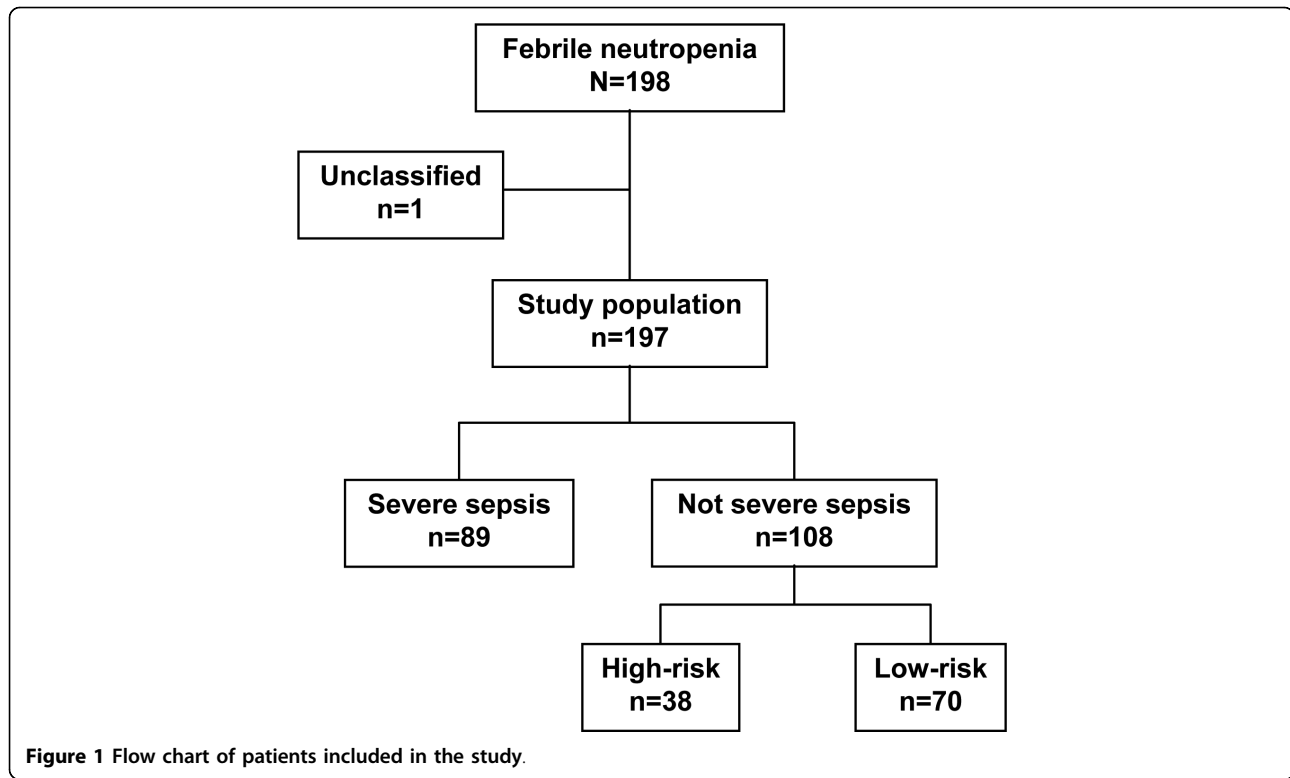 Febrile neutropenia
N=198
Unclassified
n=1
Study population
n=197
Severe sepsis
n=89
Not severe sepsis
n=108
High-risk
n=38
Low-risk
n=70
Figure 1 Flow chart of patients included in the study.